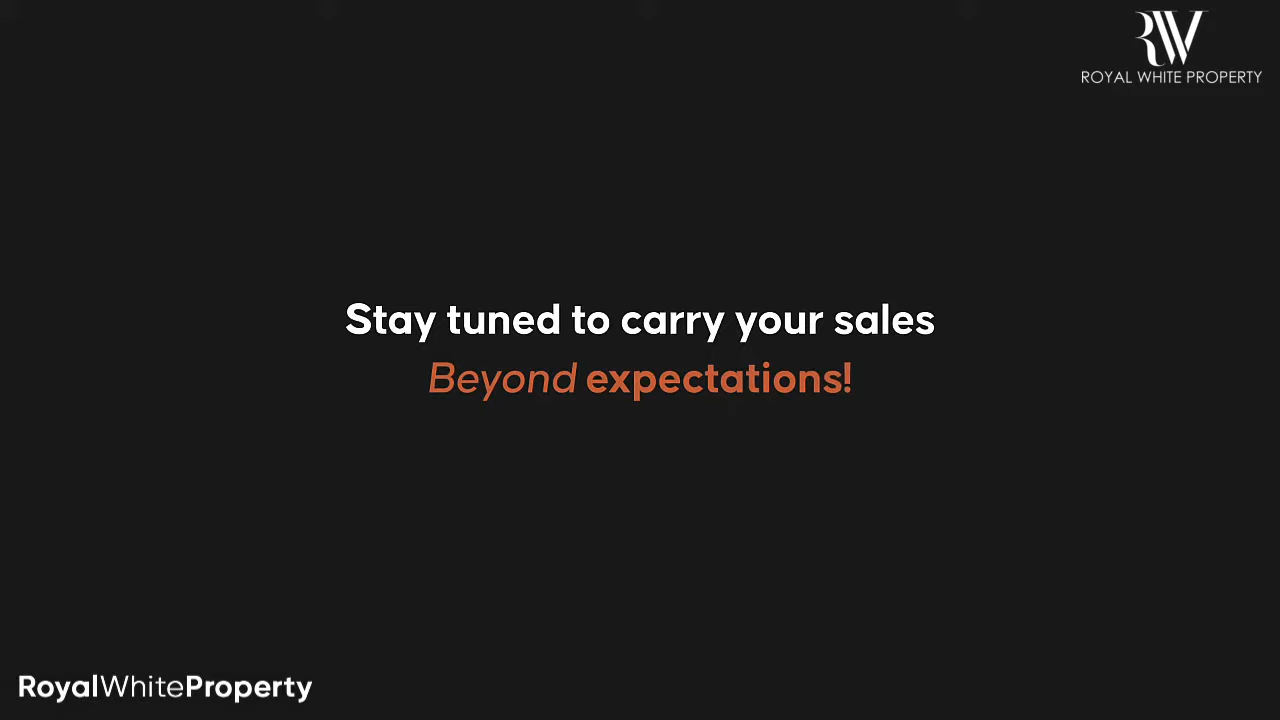 RW
ROYAL WHITE PROPERTY
Stay tuned to carry your sales
Beyond expectations!
RoyalWhiteProperty